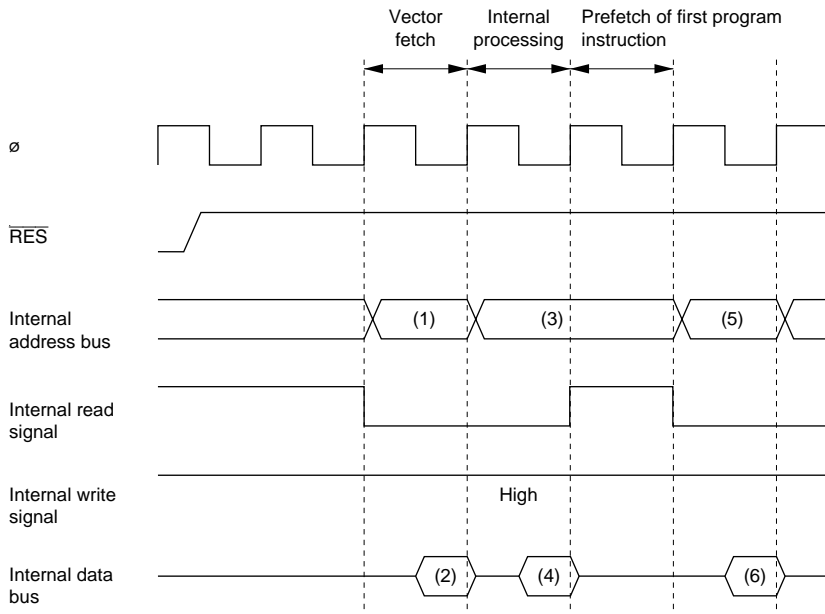 Vector
fetch
Internal
processing
Prefetch of first program
instruction
ø
RES
Internal
address bus
(1)
(3)
(5)
Internal read
signal
Internal write
signal
High
Internal data
bus
(2)
(4)
(6)